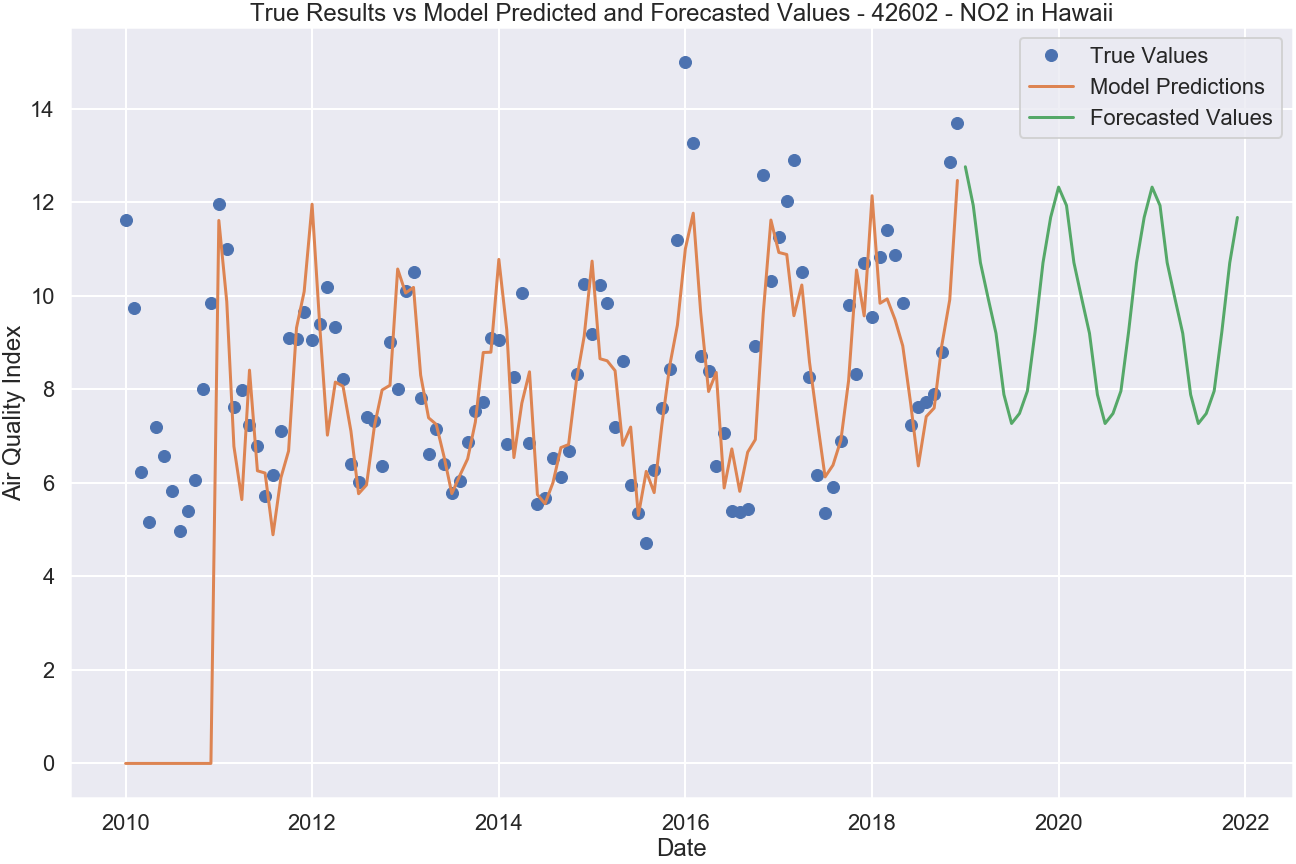 True Results vs Model Predicted and Forecasted Values - 42602 - NO2 in Hawaii
True Values
Model Predictions
Forecasted Values
Air Quality Index
14
12
10
8
6
4
2
0
2010 2012 2014 2016 2018 2020 2022
Date